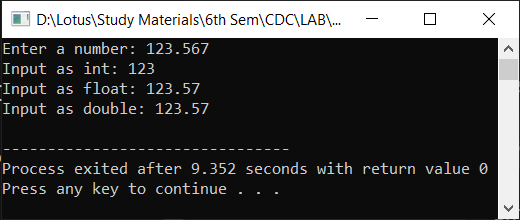 D:\Lotus\Study Materials\6th Sem\CDC\LAB\...
Enter a number: 123.567
Input as int: 123
Input as float: 123.57
Input as double: 123.57
--------------------------------
Process exited after 9.352 seconds with return value 0
Press any key to continue . . .